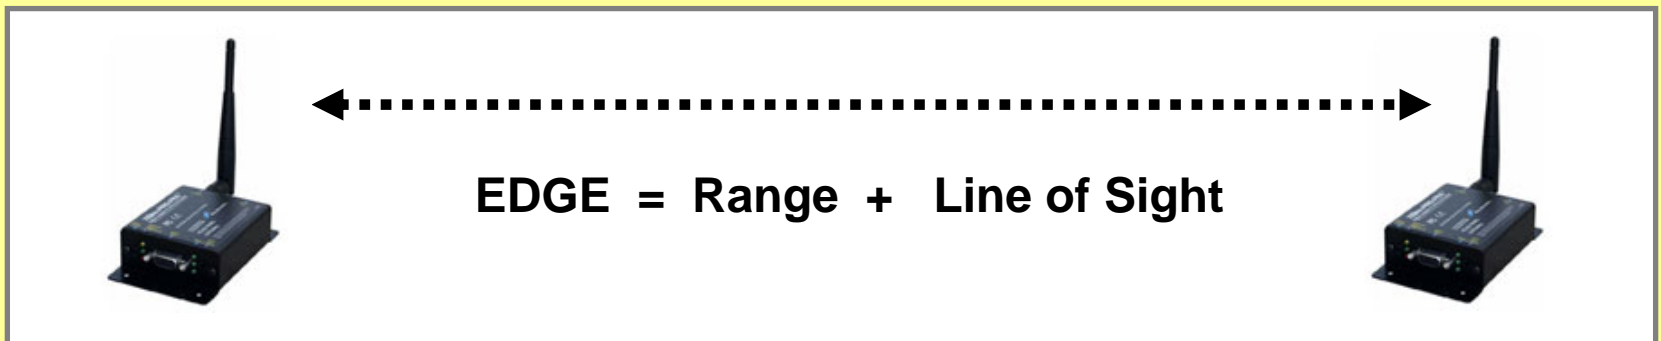 EDGE = Range + Line of Sight